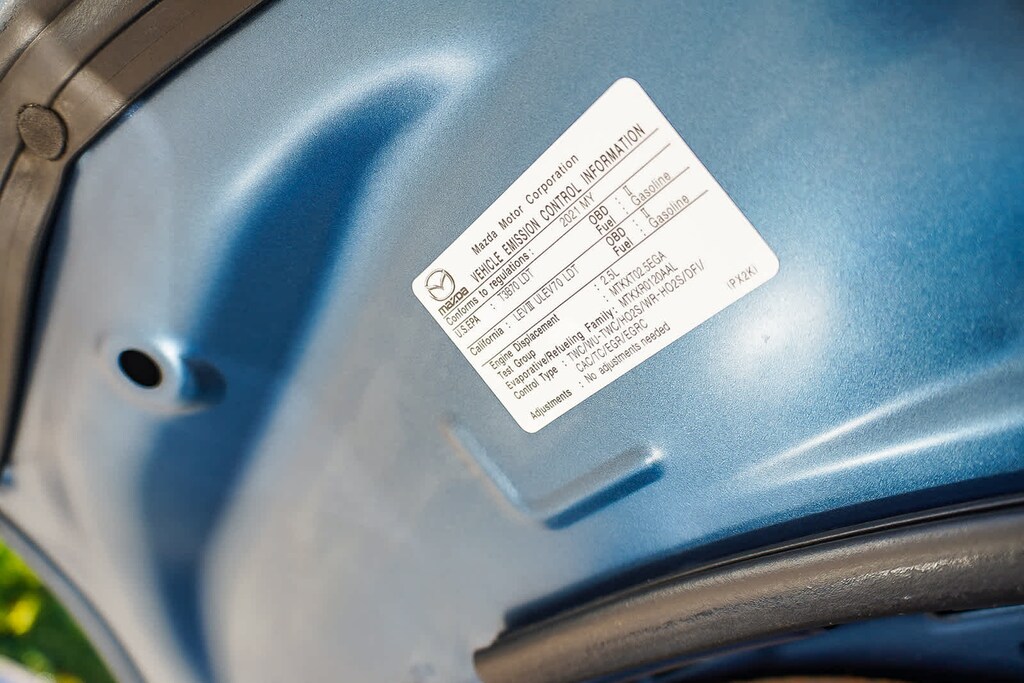 mazda
Mazda Motor Corporation
VEHICLE EMISSION CONTROL INFORMATION
Conforms to regulations: 2021 MY
U.S.EPA : T3B70 LDT OBD : II
Fuel : Gasoline
California : LEVIII ULEV70 LDT OBD : II
Fuel : Gasoline
Engine Displacement : 2.5L
Test Group : MTKXT02.5EGA
Evaporative/Refueling Family: MTKXR0120AAL
Control Type : TWC/WU-TWC/HO2S/WR-HO2S/DFI/
CAC/TC/EGR/EGRC
Adjustments : No adjustments needed